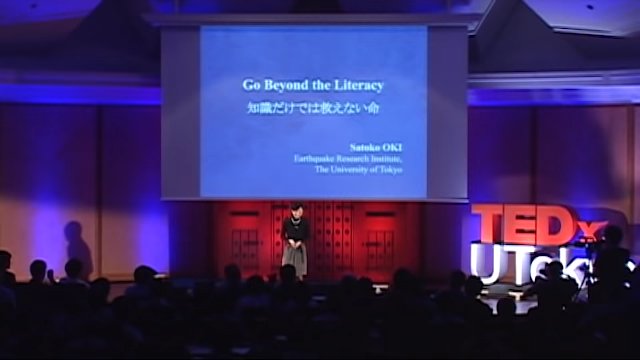 Go Beyond the Literacy
知識だけでは救えない命
Satoko OKI
Earthquake Research Institute,
The University of Tokyo
TEDx